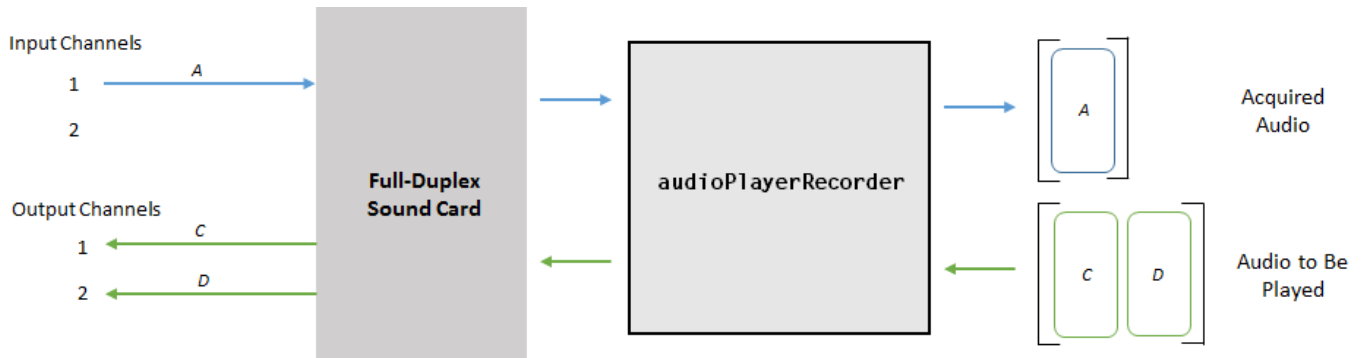 Input Channels
1
A
2
Output Channels
1
C
2
D
Full-Duplex
Sound Card
audioPlayerRecorder
A
Acquired
Audio
C
D
Audio to Be
Played